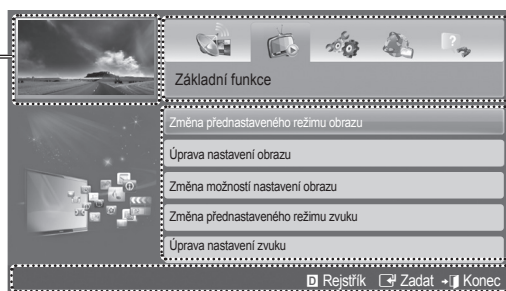 Základní funkce
Změna přednastaveného režimu obrazu
Úprava nastavení obrazu
Změna možností nastavení obrazu
Změna přednastaveného režimu zvuku
Úprava nastavení zvuku
D Rejstřík Zadat Konec